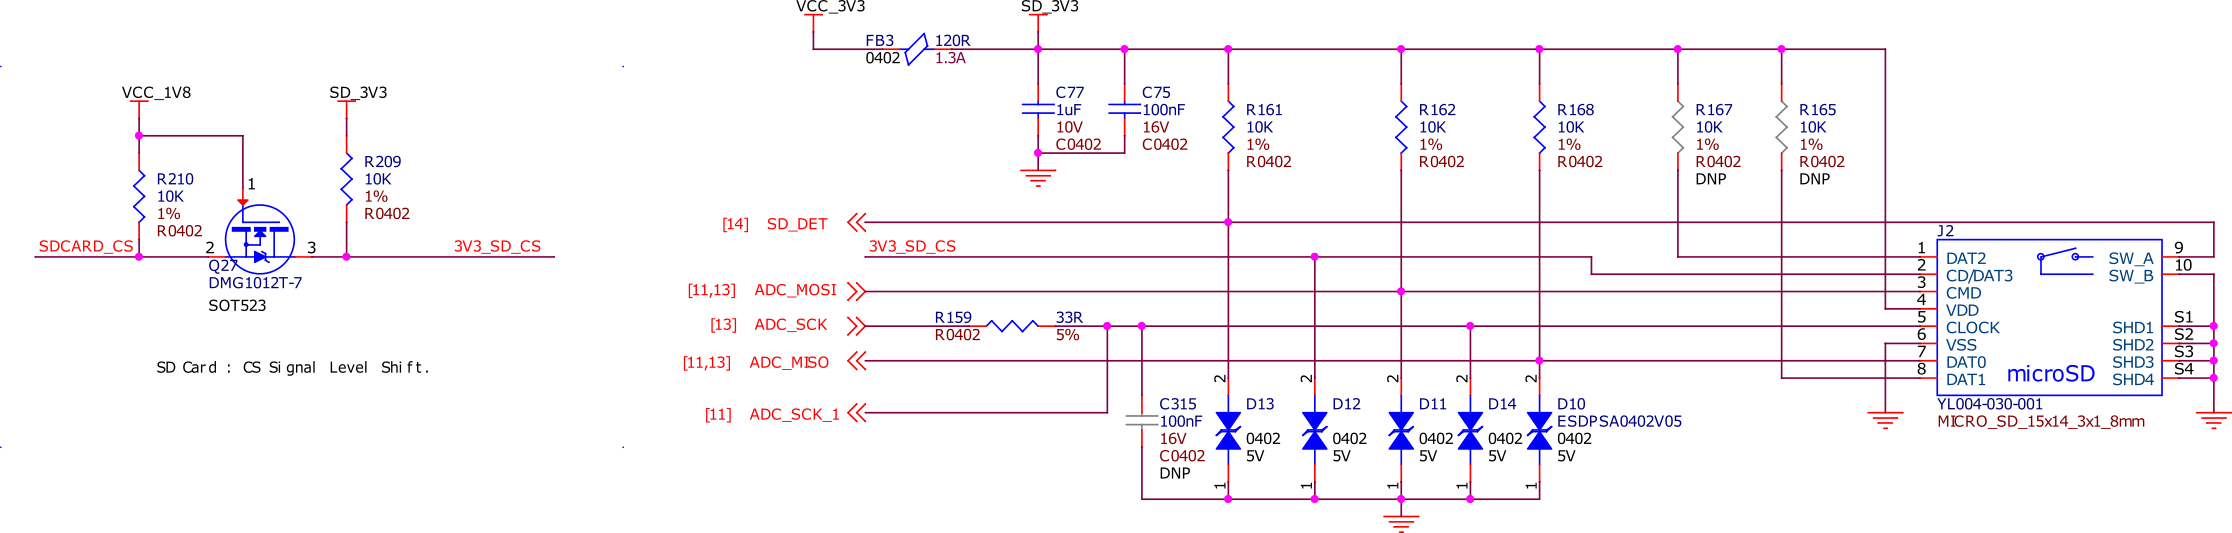 VCC_3V3
SD_3V3
FB3
0402
120R
1.3A
VCC_1V8
SD_3V3
R210
10K
1%
R0402
1
R209
10K
1%
R0402
SDCARD_CS
2
3
3V3_SD_CS
Q27
DMG1012T-7
SOT523
SD Card : CS Signal Level Shift.
C77
1uF
10V
C0402
C75
100nF
16V
C0402
R161
10K
1%
R0402
R162
10K
1%
R0402
R168
10K
1%
R0402
R167
10K
1%
R0402
DNP
R165
10K
1%
R0402
DNP
[14] SD_DET
3V3_SD_CS
[11,13] ADC_MOSI
[13] ADC_SCK
R159
R0402
33R
5%
[11,13] ADC_MISO
[11] ADC_SCK_1
C315
100nF
16V
C0402
DNP
2
D13
0402
5V
1
2
D12
0402
5V
1
2
D11
0402
5V
1
2
D14
0402
5V
1
2
D10
ESDPSA0402V05
0402
5V
1
J2
1 DAT2
2 CD/DAT3
3 CMD
4 VDD
5 CLOCK
6 VSS
7 DAT0
8 DAT1
SW_A 9
SW_B 10
SHD1 S1
SHD2 S2
SHD3 S3
SHD4 S4
microSD
YL004-030-001
MICRO_SD_15x14_3x1_8mm